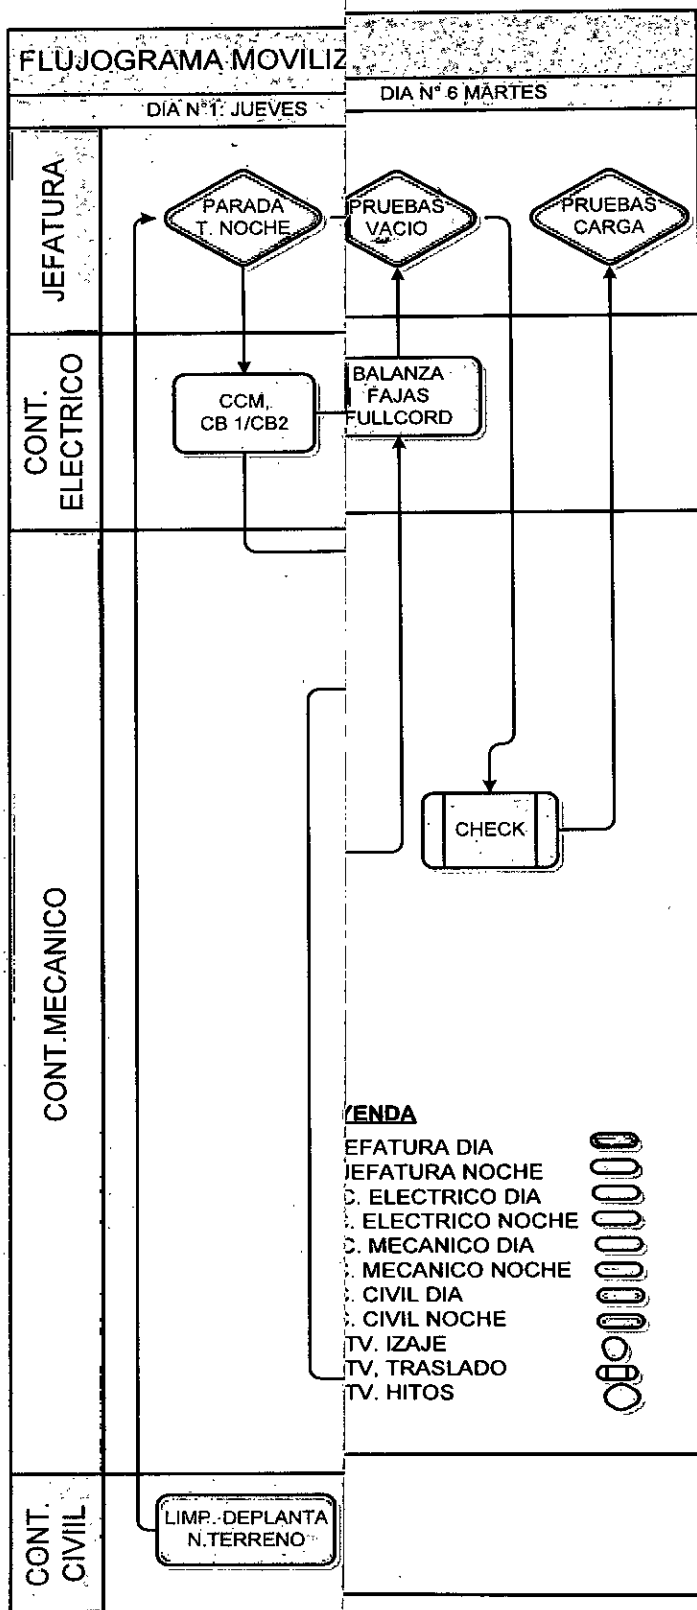 FLUJOGRAMA MOVILIZ
DIA N° 1: JUEVES
DIA N° 6 MARTES
JEFATURA
PARADA
T. NOCHE
PRUEBAS
VACIO
PRUEBAS
CARGA
CONT.
ELECTRICO
CCM,
CB 1/CB2
BALANZA
FAJAS
FULLCORD
CONT.MECANICO
CHECK
YENDA
EFATURA DIA
JEFATURA NOCHE
C. ELECTRICO DIA
C. ELECTRICO NOCHE
C. MECANICO DIA
C. MECANICO NOCHE
C. CIVIL DIA
C. CIVIL NOCHE
TV. IZAJE
TV, TRASLADO
TV. HITOS
CONT.
CIVIIL
LIMP.-DEPLANTA
N.TERRENO